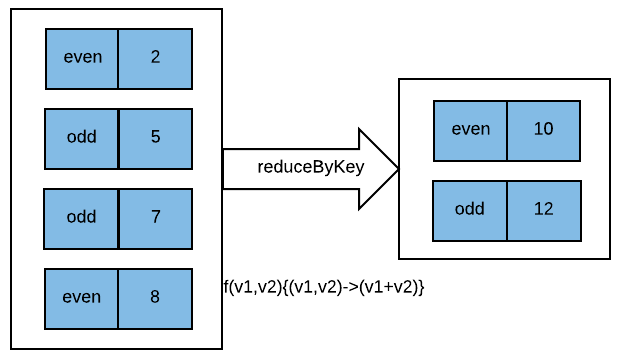 even 2
odd 5
odd 7
even 8
reduceByKey
f(v1,v2){(v1,v2)->(v1+v2)}
even 10
odd 12